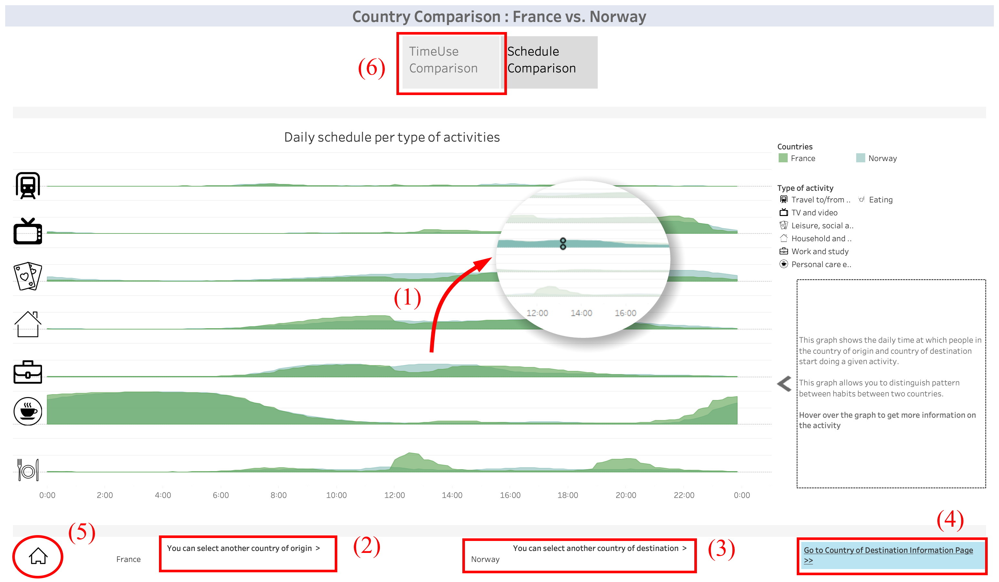 Country Comparison : France vs. Norway
(6)
TimeUse
Comparison
Schedule
Comparison
Daily schedule per type of activities
Countries
France
Norway
Type of activity
Travel to/from ..
Eating
TV and video
Leisure, social a..
Household and ..
Work and study
Personal care e..
(1)
12:00 14:00 16:00
This graph shows the daily time at which people in
the country of origin and country of destination
start doing a given activity.
This graph allows you to distinguish pattern
between habits between two countries.
Hover over the graph to get more information on
the activity
0:00 2:00 4:00 6:00 8:00 10:00 12:00 14:00 16:00 18:00 20:00 22:00 0:00
(5)
France
You can select another country of origin >
(2)
You can select another country of destination >
Norway
(3)
(4)
Go to Country of Destination Information Page
>>